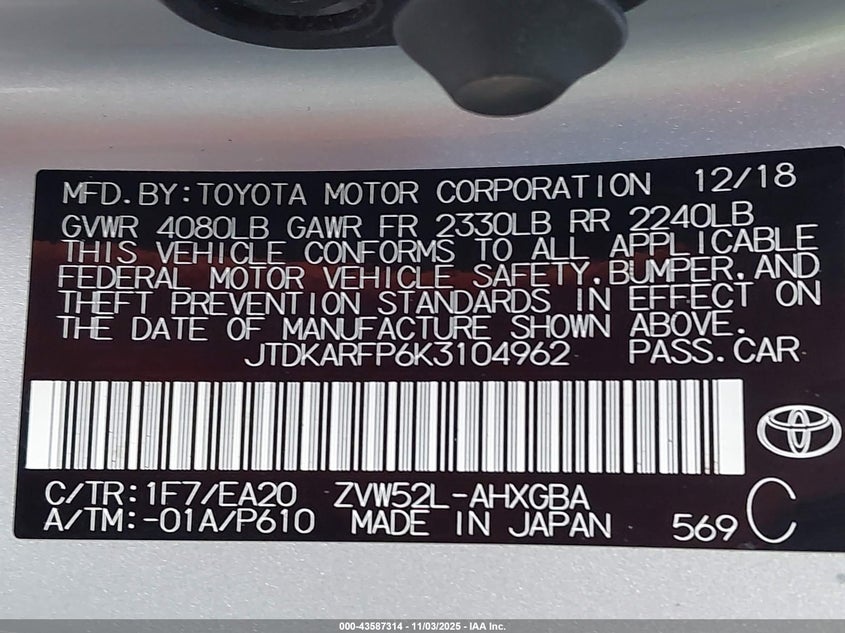 MFD. BY: TOYOTA MOTOR CORPORATION 12/18
GVWR 4080LB GAWR FR 2330LB RR 2240LB
THIS VEHICLE CONFORMS TO ALL APPLICABLE
FEDERAL MOTOR VEHICLE SAFETY, BUMPER, AND
THEFT PREVENTION STANDARDS IN EFFECT ON
THE DATE OF MANUFACTURE SHOWN ABOVE.
JTDKARFP6K3104962 PASS. CAR
C/TR: 1F7/EA20 ZVW52L-AHXGBA
A/TM: -01A/P610 MADE IN JAPAN 569 C
000-43587314 - 11/03/2025 - IAA Inc.